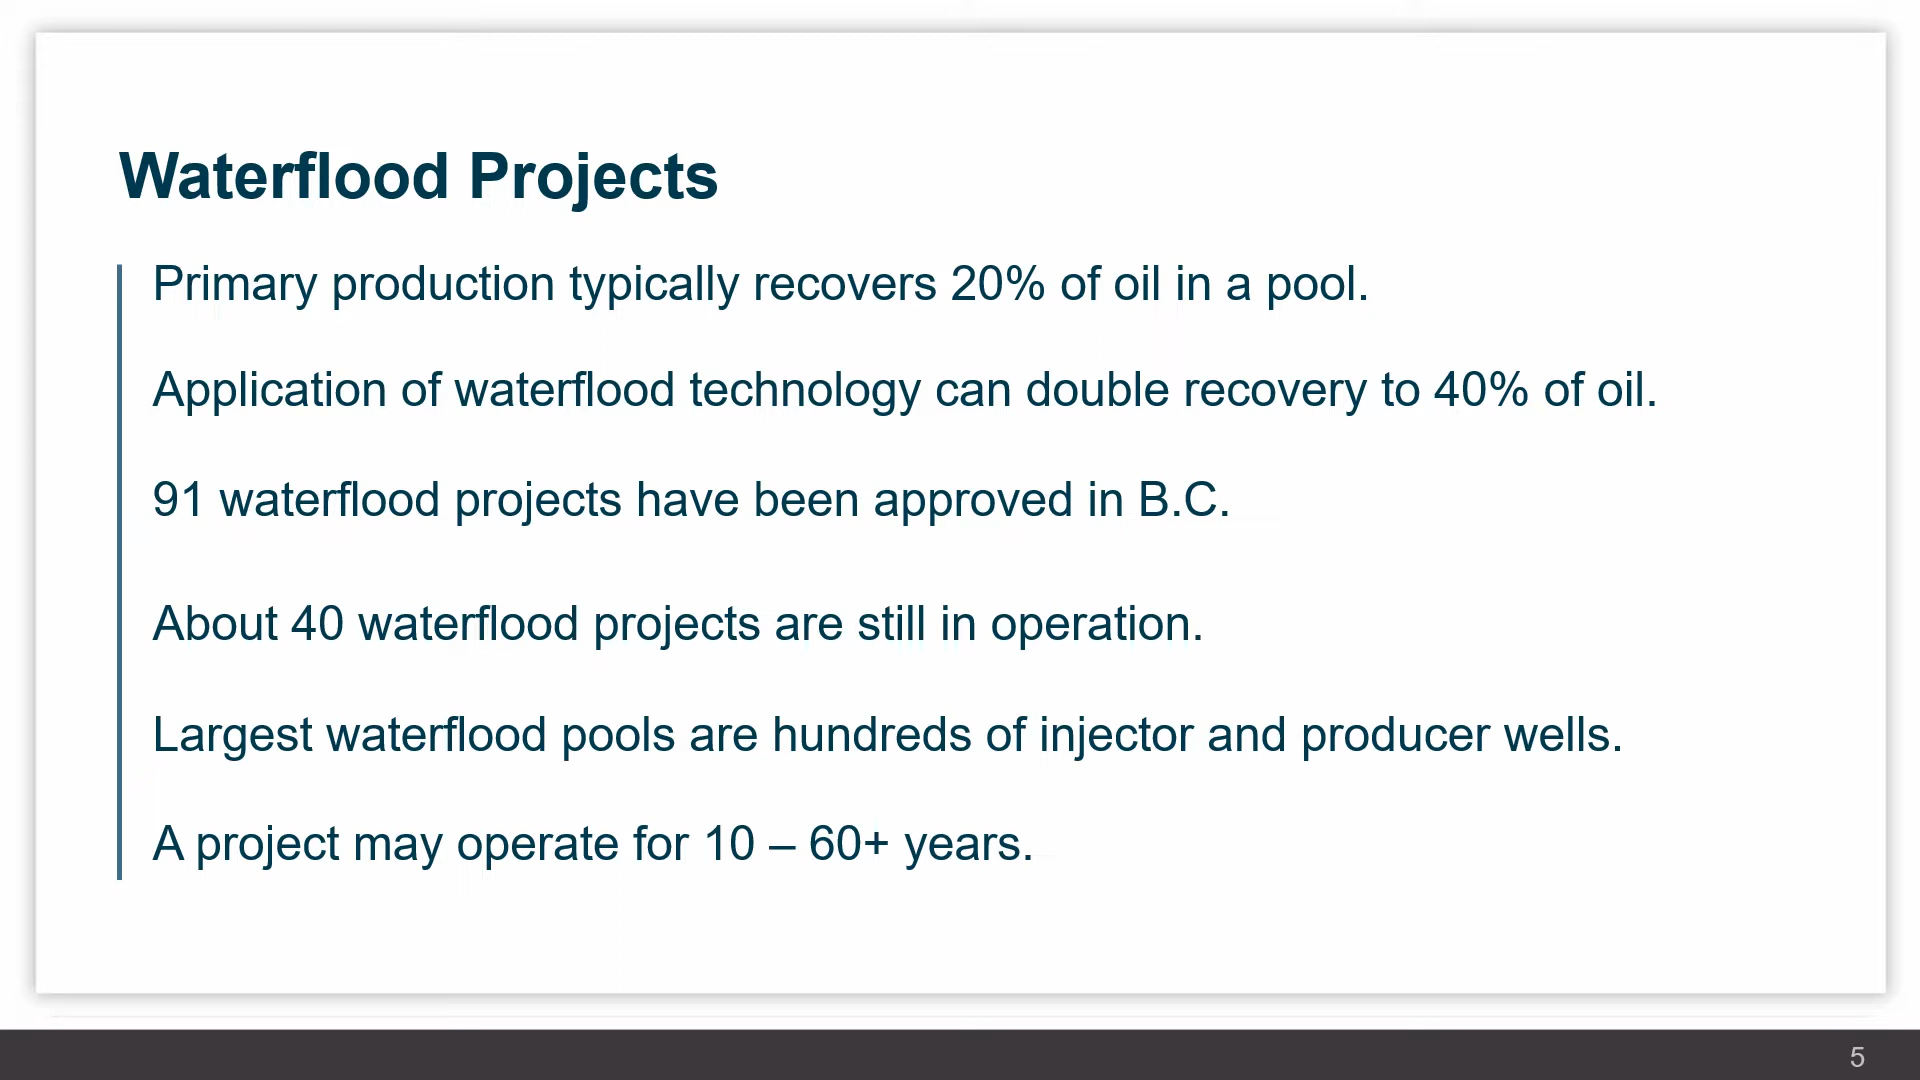 Waterflood Projects
Primary production typically recovers 20% of oil in a pool.
Application of waterflood technology can double recovery to 40% of oil.
91 waterflood projects have been approved in B.C.
About 40 waterflood projects are still in operation.
Largest waterflood pools are hundreds of injector and producer wells.
A project may operate for 10 – 60+ years.
5